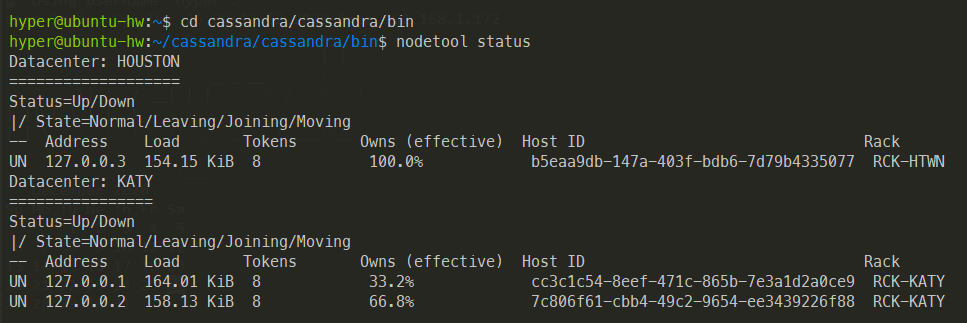 hyper@ubuntu-hw:~$ cd cassandra/cassandra/bin
hyper@ubuntu-hw:~/cassandra/cassandra/bin$ nodetool status
Datacenter: HOUSTON
===================
Status=Up/Down
|/ State=Normal/Leaving/Joining/Moving
--  Address    Load        Tokens       Owns (effective)  Host ID                               Rack
UN  127.0.0.3  154.15 KiB  8            100.0%            b5eaa9db-147a-403f-bdb6-7d79b4335077  RCK-HTWN
Datacenter: KATY
================
Status=Up/Down
|/ State=Normal/Leaving/Joining/Moving
--  Address    Load        Tokens       Owns (effective)  Host ID                               Rack
UN  127.0.0.1  164.01 KiB  8            33.2%             cc3c1c54-8eef-471c-865b-7e3a1d2a0ce9  RCK-KATY
UN  127.0.0.2  158.13 KiB  8            66.8%             7c806f61-cbb4-49c2-9654-ee3439226f88  RCK-KATY